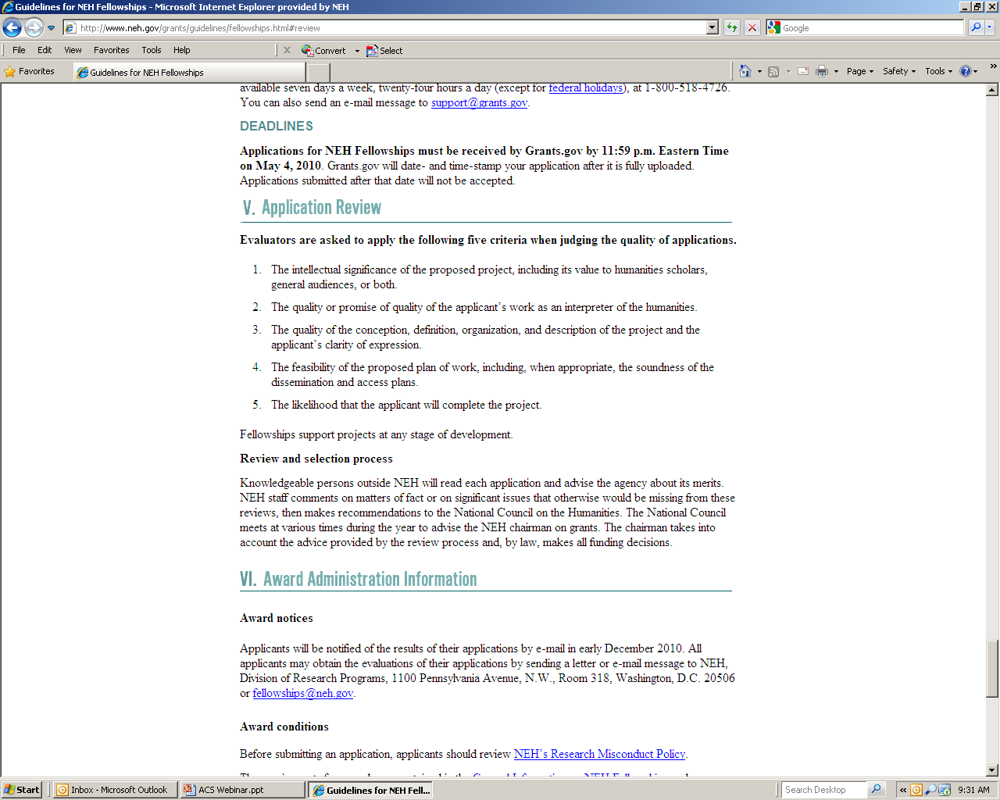 Guidelines for NEH Fellowships - Microsoft Internet Explorer provided by NEH
http://www.neh.gov/grants/guidelines/fellowships.html#review
Google
File Edit View Favorites Tools Help
Convert Select
Favorites
Guidelines for NEH Fellowships
Page Safety Tools
available seven days a week, twenty-four hours a day (except for federal holidays), at 1-800-518-4726.
You can also send an e-mail message to support@grants.gov.
DEADLINES
Applications for NEH Fellowships must be received by Grants.gov by 11:59 p.m. Eastern Time
on May 4, 2010. Grants.gov will date- and time-stamp your application after it is fully uploaded.
Applications submitted after that date will not be accepted.
V. Application Review
Evaluators are asked to apply the following five criteria when judging the quality of applications.
1. The intellectual significance of the proposed project, including its value to humanities scholars,
general audiences, or both.
2. The quality or promise of quality of the applicant's work as an interpreter of the humanities.
3. The quality of the conception, definition, organization, and description of the project and the
applicant's clarity of expression.
4. The feasibility of the proposed plan of work, including, when appropriate, the soundness of the
dissemination and access plans.
5. The likelihood that the applicant will complete the project.
Fellowships support projects at any stage of development.
Review and selection process
Knowledgeable persons outside NEH will read each application and advise the agency about its merits.
NEH staff comments on matters of fact or on significant issues that otherwise would be missing from these
reviews, then makes recommendations to the National Council on the Humanities. The National Council
meets at various times during the year to advise the NEH chairman on grants. The chairman takes into
account the advice provided by the review process and, by law, makes all funding decisions.
VI. Award Administration Information
Award notices
Applicants will be notified of the results of their applications by e-mail in early December 2010. All
applicants may obtain the evaluations of their applications by sending a letter or e-mail message to NEH,
Division of Research Programs, 1100 Pennsylvania Avenue, N.W., Room 318, Washington, D.C. 20506
or fellowships@neh.gov.
Award conditions
Before submitting an application, applicants should review NEH's Research Misconduct Policy.
Start Inbox - Microsoft Outlook ACS Webinar.ppt Guidelines for NEH Fell... Search Desktop 9:31 AM